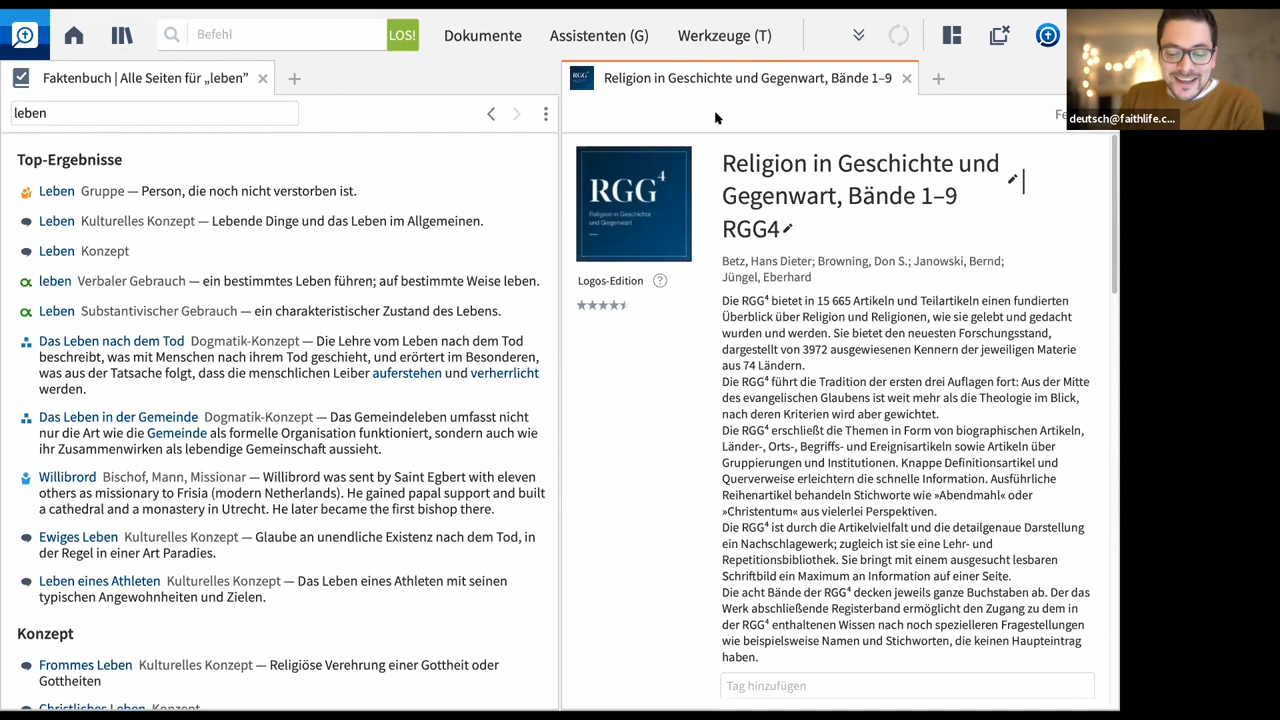 Befehl
LOS!
Dokumente
Assistenten (G)
Werkzeuge (T)
Faktenbuch | Alle Seiten für „leben”
leben
Top-Ergebnisse
Leben Gruppe — Person, die noch nicht verstorben ist.
Leben Kulturelles Konzept — Lebende Dinge und das Leben im Allgemeinen.
Leben Konzept
leben Verbaler Gebrauch — ein bestimmtes Leben führen; auf bestimmte Weise leben.
Leben Substantivischer Gebrauch — ein charakteristischer Zustand des Lebens.
Das Leben nach dem Tod Dogmatik-Konzept — Die Lehre vom Leben nach dem Tod
beschreibt, was mit Menschen nach ihrem Tod geschieht, und erörtert im Besonderen,
was aus der Tatsache folgt, dass die menschlichen Leiber auferstehen und verherrlicht
werden.
Das Leben in der Gemeinde Dogmatik-Konzept — Das Gemeindeleben umfasst nicht
nur die Art wie die Gemeinde als formelle Organisation funktioniert, sondern auch wie
ihr Zusammenwirken als lebendige Gemeinschaft aussieht.
Willibrord Bischof, Mann, Missionar — Willibrord was sent by Saint Egbert with eleven
others as missionary to Frisia (modern Netherlands). He gained papal support and built
a cathedral and a monastery in Utrecht. He later became the first bishop there.
Ewiges Leben Kulturelles Konzept — Glaube an unendliche Existenz nach dem Tod, in
der Regel in einer Art Paradies.
Leben eines Athleten Kulturelles Konzept — Das Leben eines Athleten mit seinen
typischen Angewohnheiten und Zielen.
Konzept
Frommes Leben Kulturelles Konzept — Religiöse Verehrung einer Gottheit oder
Gottheiten
Christliches Leben Konzept
Religion in Geschichte und Gegenwart, Bände 1–9
deutsch@faithlife.c...
RGG⁴
Religion in Geschichte
und Gegenwart
Logos-Edition
Religion in Geschichte und
Gegenwart, Bände 1–9
RGG4
Betz, Hans Dieter; Browning, Don S.; Janowski, Bernd;
Jüngel, Eberhard
Die RGG⁴ bietet in 15 665 Artikeln und Teilartikeln einen fundierten
Überblick über Religion und Religionen, wie sie gelebt und gedacht
wurden und werden. Sie bietet den neuesten Forschungsstand,
dargestellt von 3972 ausgewiesenen Kennern der jeweiligen Materie
aus 74 Ländern.
Die RGG⁴ führt die Tradition der ersten drei Auflagen fort: Aus der Mitte
des evangelischen Glaubens ist weit mehr als die Theologie im Blick,
nach deren Kriterien wird aber gewichtet.
Die RGG⁴ erschließt die Themen in Form von biographischen Artikeln,
Länder-, Orts-, Begriffs- und Ereignisartikeln sowie Artikeln über
Gruppierungen und Institutionen. Knappe Definitionsartikel und
Querverweise erleichtern die schnelle Information. Ausführliche
Reihenartikel behandeln Stichworte wie »Abendmahl« oder
»Christentum« aus vielerlei Perspektiven.
Die RGG⁴ ist durch die Artikelvielfalt und die detailgenaue Darstellung
ein Nachschlagewerk; zugleich ist sie eine Lehr- und
Repetitionsbibliothek. Sie bringt mit einem ausgesucht lesbaren
Schriftbild ein Maximum an Information auf einer Seite.
Die acht Bände der RGG⁴ decken jeweils ganze Buchstaben ab. Der das
Werk abschließende Registerband ermöglicht den Zugang zu dem in
der RGG⁴ enthaltenen Wissen nach noch spezielleren Fragestellungen
wie beispielsweise Namen und Stichworten, die keinen Haupteintrag
haben.
Tag hinzufügen